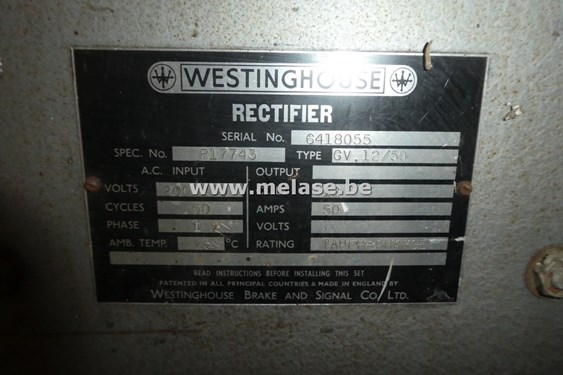 WESTINGHOUSE
RECTIFIER
SERIAL No. 6418055
SPEC. No. P17743 TYPE GV.12/50
A.C. INPUT OUTPUT
www.melase.be
VOLTS
CYCLES 50 AMPS 50
PHASE 1 VOLTS
AMB. TEMP. °C RATING
READ INSTRUCTIONS BEFORE INSTALLING THIS SET
PATENTED IN ALL PRINCIPAL COUNTRIES & MADE IN ENGLAND BY
WESTINGHOUSE BRAKE AND SIGNAL CO. LTD.